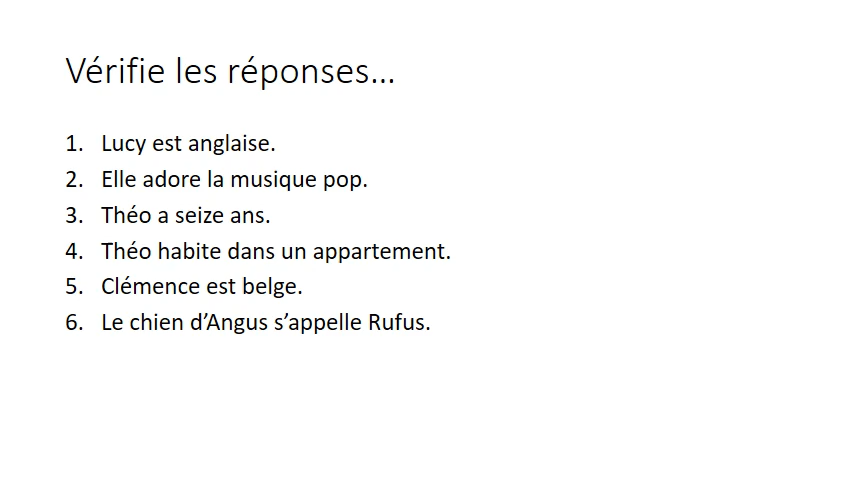 Vérifie les réponses...
1. Lucy est anglaise.
2. Elle adore la musique pop.
3. Théo a seize ans.
4. Théo habite dans un appartement.
5. Clémence est belge.
6. Le chien d’Angus s’appelle Rufus.